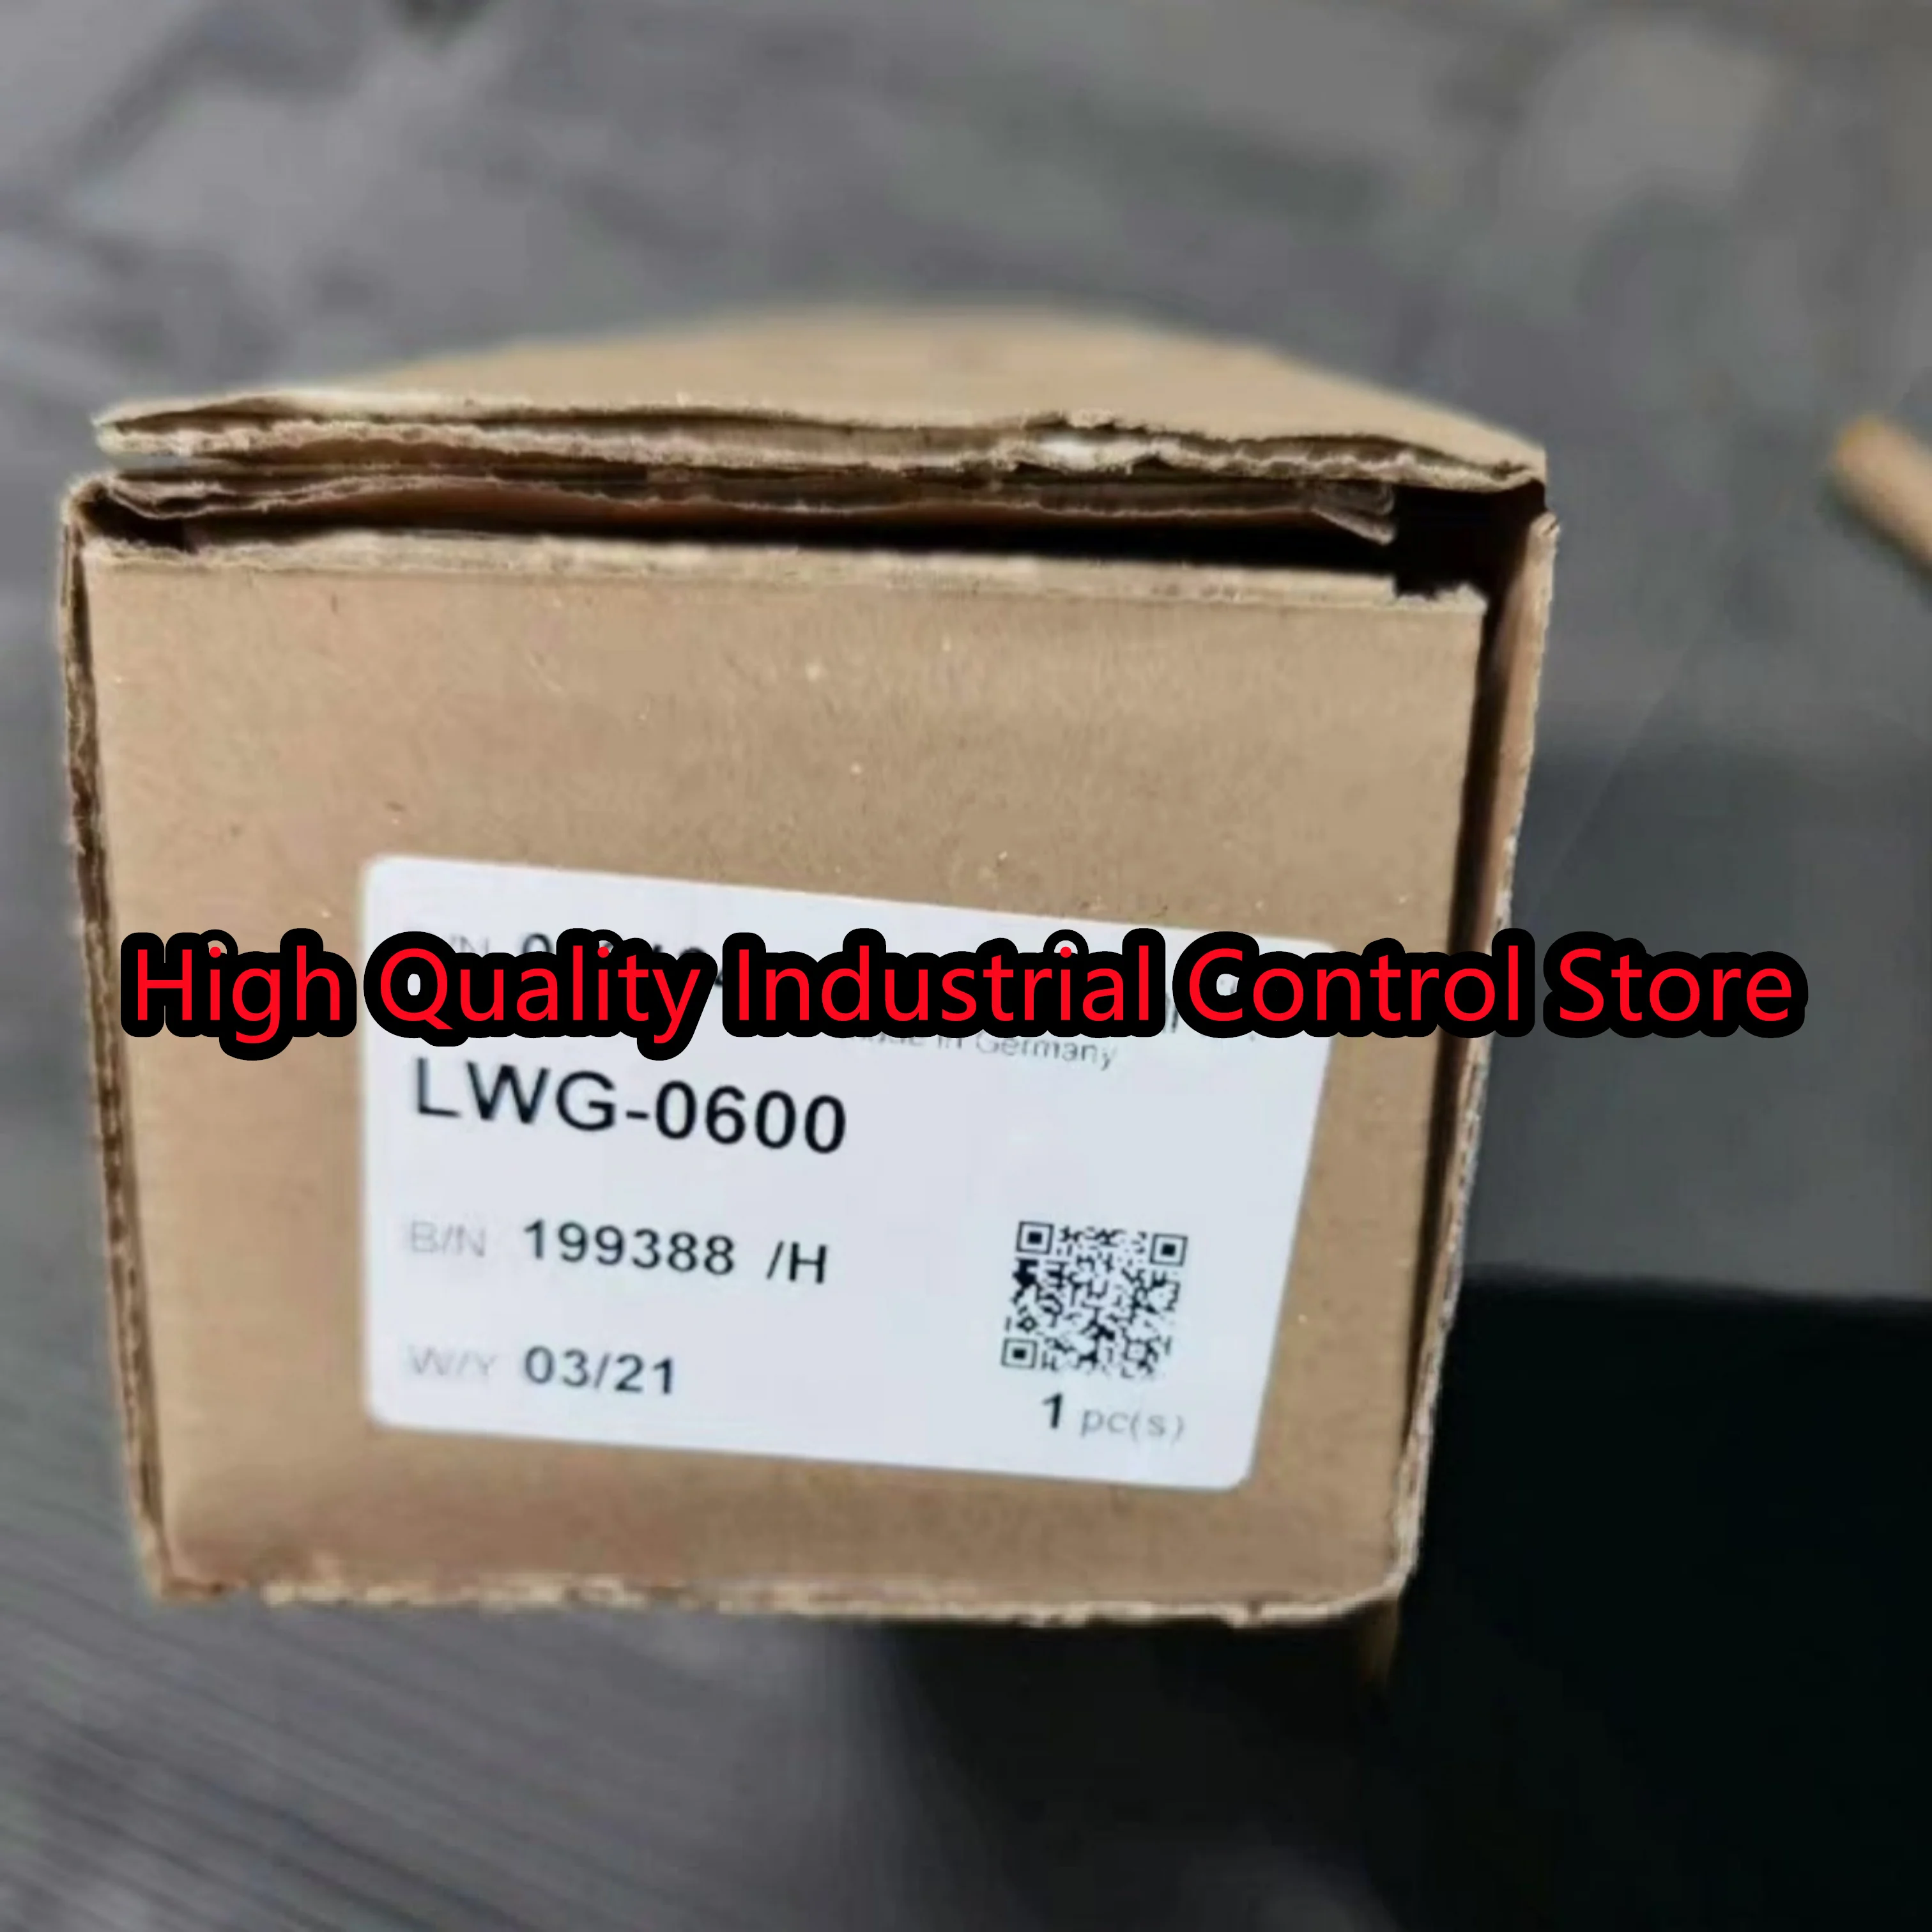 High Quality Industrial Control Store
Germany
LWG-0600
B/N 199388 /H
W/Y 03/21
1 pc(s)